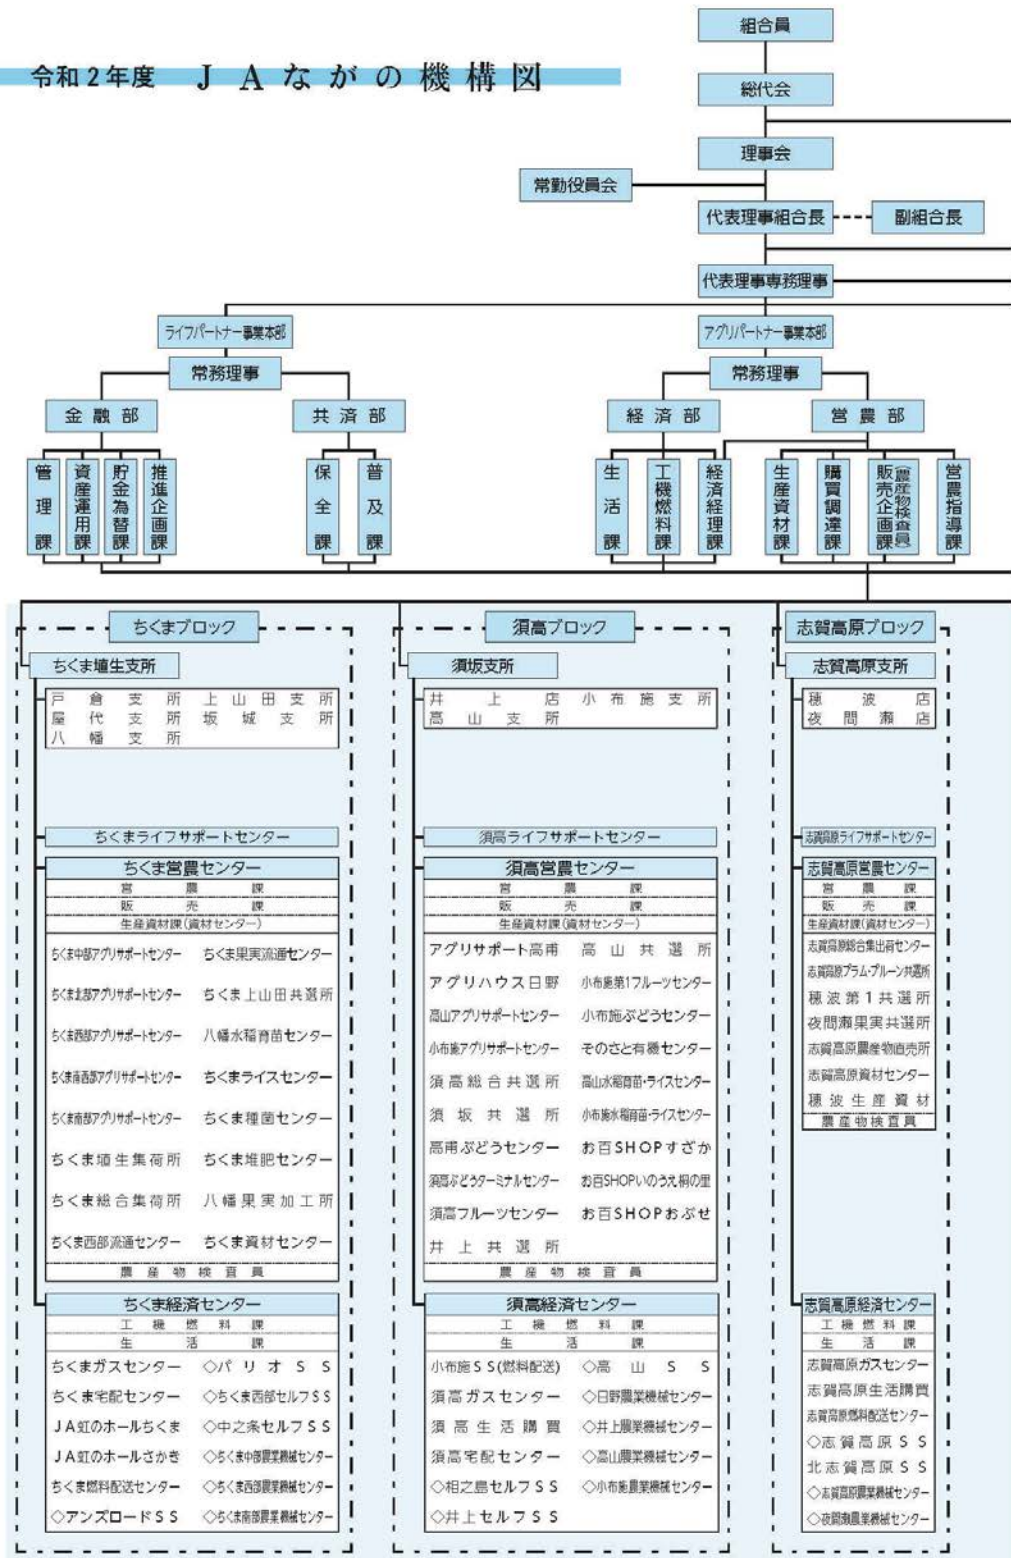 令和2年度 JAながの機構図
組合員
総代会
理事会
常勤役員会
代表理事組合長
副組合長
代表理事専務理事
ライフパートナー事業本部
アグリパートナー事業本部
常務理事
常務理事
金融部
共済部
経済部
営農部
管理課
資産運用課
貯金為替課
推進企画課
保全課
普及課
生活課
工機燃料課
経済経理課
生産資材課
購買調達課
販売企画課(農産物検査員)
営農指導課
ちくまブロック
ちくま埴生支所
戸倉支所 上山田支所
屋代支所 坂城支所
八幡支所
ちくまライフサポートセンター
ちくま営農センター
営農課
販売課
生産資材課(資材センター)
ちくま中部アグリサポートセンター ちくま果実流通センター
ちくま北部アグリサポートセンター ちくま上山田共選所
ちくま西部アグリサポートセンター 八幡水稲育苗センター
ちくま南西部アグリサポートセンター ちくまライスセンター
ちくま南部アグリサポートセンター ちくま種菌センター
ちくま埴生集荷所 ちくま堆肥センター
ちくま総合集荷所 八幡果実加工所
ちくま西部流通センター ちくま資材センター
農産物検査員
ちくま経済センター
工機燃料課
生活課
ちくまガスセンター ◇パリオSS
ちくま宅配センター ◇ちくま西部セルフSS
JA虹のホールちくま ◇中之条セルフSS
JA虹のホールさかき ◇ちくま中部農業機械センター
ちくま燃料配送センター ◇ちくま西部農業機械センター
◇アンズロードSS ◇ちくま南部農業機械センター
須高ブロック
須坂支所
井上店 小布施支所
高山支所
須高ライフサポートセンター
須高営農センター
営農課
販売課
生産資材課(資材センター)
アグリサポート高甫 高山共選所
アグリハウス日野 小布施第1フルーツセンター
高山アグリサポートセンター 小布施ぶどうセンター
小布施アグリサポートセンター そのさと有機センター
須高総合共選所 高山水稲育苗・ライスセンター
須坂共選所 小布施水稲育苗・ライスセンター
高甫ぶどうセンター お百SHOPすざか
須高ぶどうターミナルセンター お百SHOPいのうえ桐の里
須高フルーツセンター お百SHOPおぶせ
井上共選所
農産物検査員
須高経済センター
工機燃料課
生活課
小布施SS(燃料配送) ◇高山SS
須高ガスセンター ◇日野農業機械センター
須高生活購買 ◇井上農業機械センター
須高宅配センター ◇高山農業機械センター
◇相之島セルフSS ◇小布施農業機械センター
◇井上セルフSS
志賀高原ブロック
志賀高原支所
穂波店
夜間瀬店
志賀高原ライフサポートセンター
志賀高原営農センター
営農課
販売課
生産資材課(資材センター)
志賀高原総合集出荷センター
志賀高原プラム・プルーン共選所
穂波第1共選所
夜間瀬果実共選所
志賀高原農産物直売所
志賀高原資材センター
穂波生産資材
農産物検査員
志賀高原経済センター
工機燃料課
生活課
志賀高原ガスセンター
志賀高原生活購買
志賀高原燃料配送センター
◇志賀高原SS
北志賀高原SS
◇志賀高原農業機械センター
◇夜間瀬農業機械センター